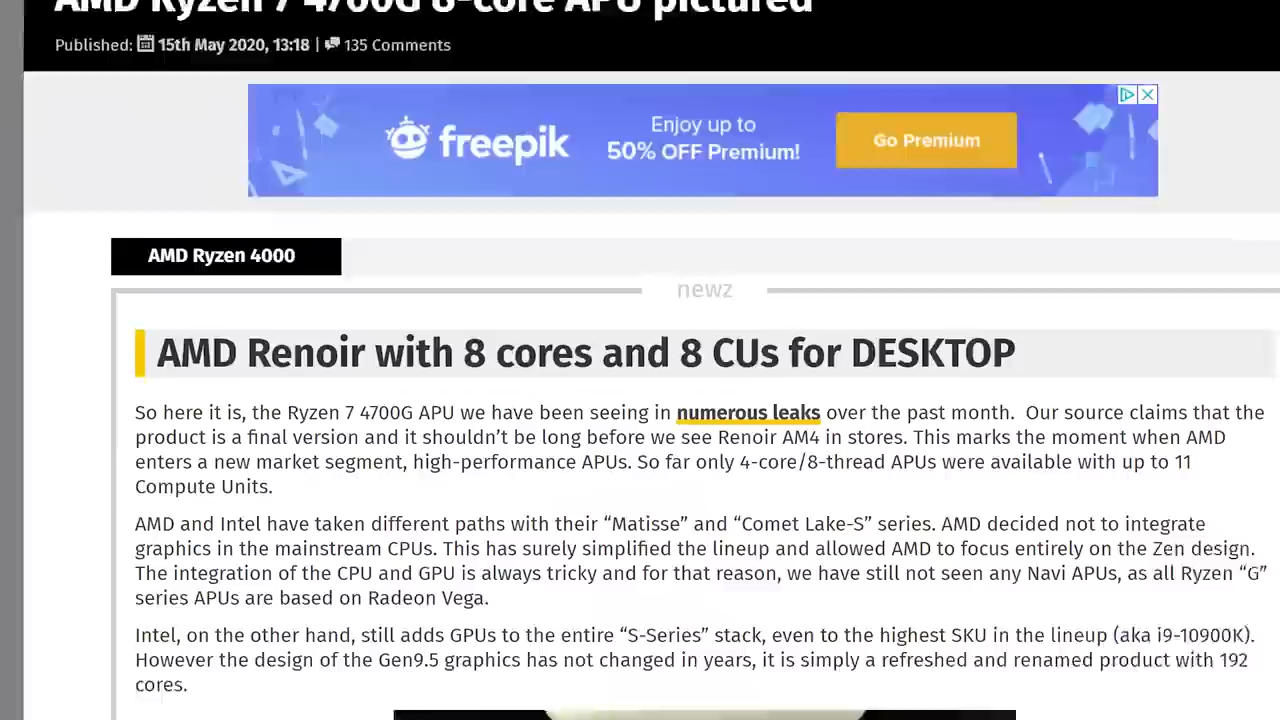 AMD Ryzen 7 4700G 8-core APU pictured
Published: 15th May 2020, 13:18 | 135 Comments
freepik
Enjoy up to
50% OFF Premium!
Go Premium
AMD Ryzen 4000
newz
AMD Renoir with 8 cores and 8 CUs for DESKTOP
So here it is, the Ryzen 7 4700G APU we have been seeing in numerous leaks over the past month.  Our source claims that the
product is a final version and it shouldn’t be long before we see Renoir AM4 in stores. This marks the moment when AMD
enters a new market segment, high-performance APUs. So far only 4-core/8-thread APUs were available with up to 11
Compute Units.
AMD and Intel have taken different paths with their “Matisse” and “Comet Lake-S” series. AMD decided not to integrate
graphics in the mainstream CPUs. This has surely simplified the lineup and allowed AMD to focus entirely on the Zen design.
The integration of the CPU and GPU is always tricky and for that reason, we have still not seen any Navi APUs, as all Ryzen “G”
series APUs are based on Radeon Vega.
Intel, on the other hand, still adds GPUs to the entire “S-Series” stack, even to the highest SKU in the lineup (aka i9-10900K).
However the design of the Gen9.5 graphics has not changed in years, it is simply a refreshed and renamed product with 192
cores.